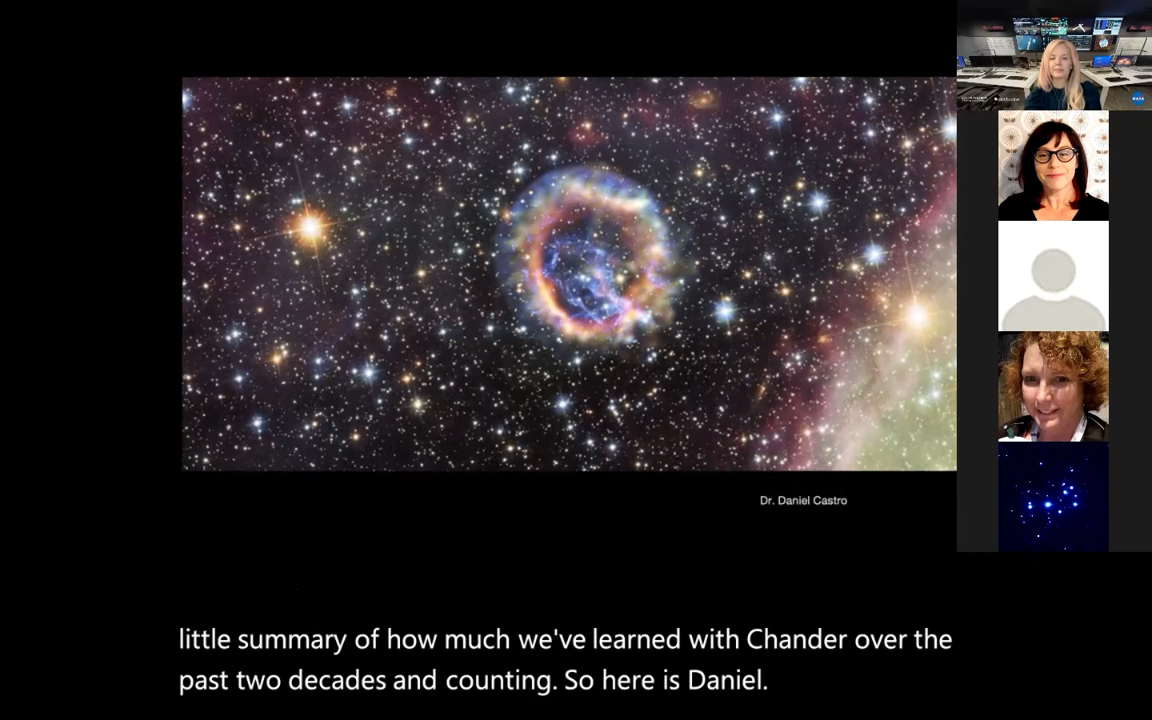 NASA
Dr. Daniel Castro
little summary of how much we've learned with Chander over the
past two decades and counting. So here is Daniel.